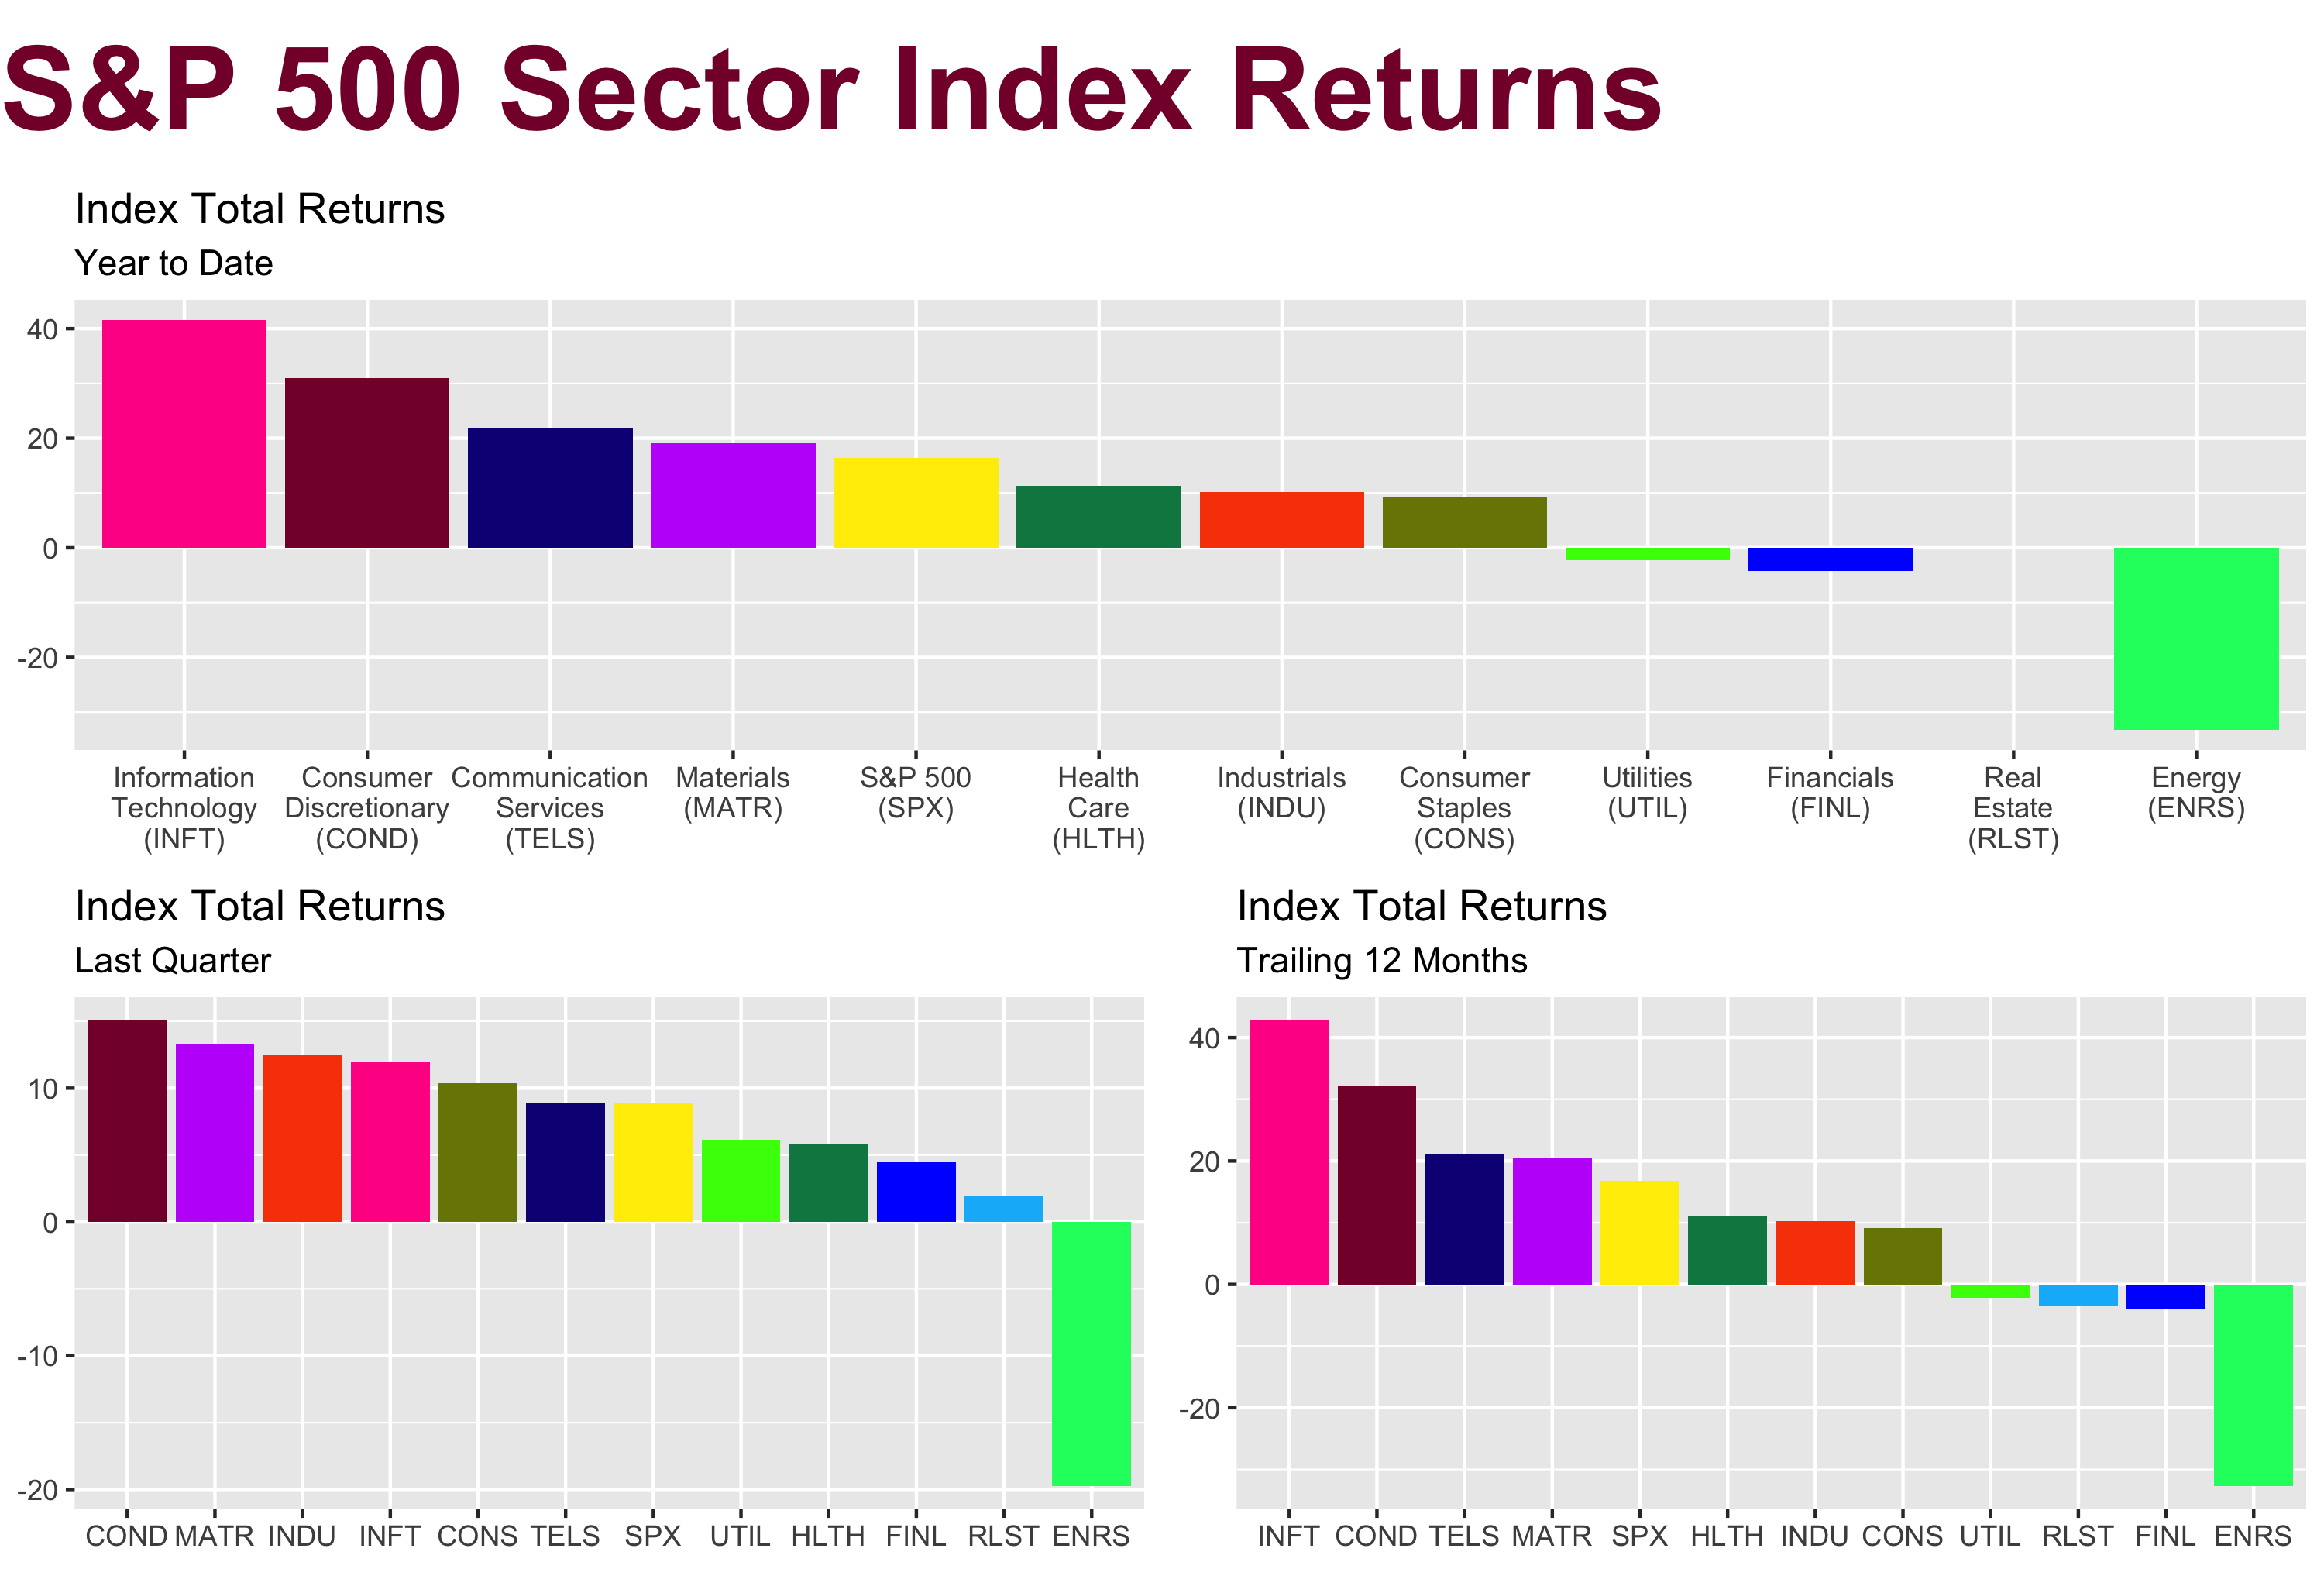 S&P 500 Sector Index Returns
Index Total Returns
Year to Date
40
20
0
-20
Information Consumer Communication Materials S&P 500 Health Industrials Consumer Utilities Financials Real Energy
Technology Discretionary Services (MATR) (SPX) Care (INDU) Staples (UTIL) (FINL) Estate (ENRS)
(INFT) (COND) (TELS) (HLTH) (CONS) (RLST)
Index Total Returns
Last Quarter
10
0
-10
-20
COND MATR INDU INFT CONS TELS SPX UTIL HLTH FINL RLST ENRS
Index Total Returns
Trailing 12 Months
40
20
0
-20
INFT COND TELS MATR SPX HLTH INDU CONS UTIL RLST FINL ENRS